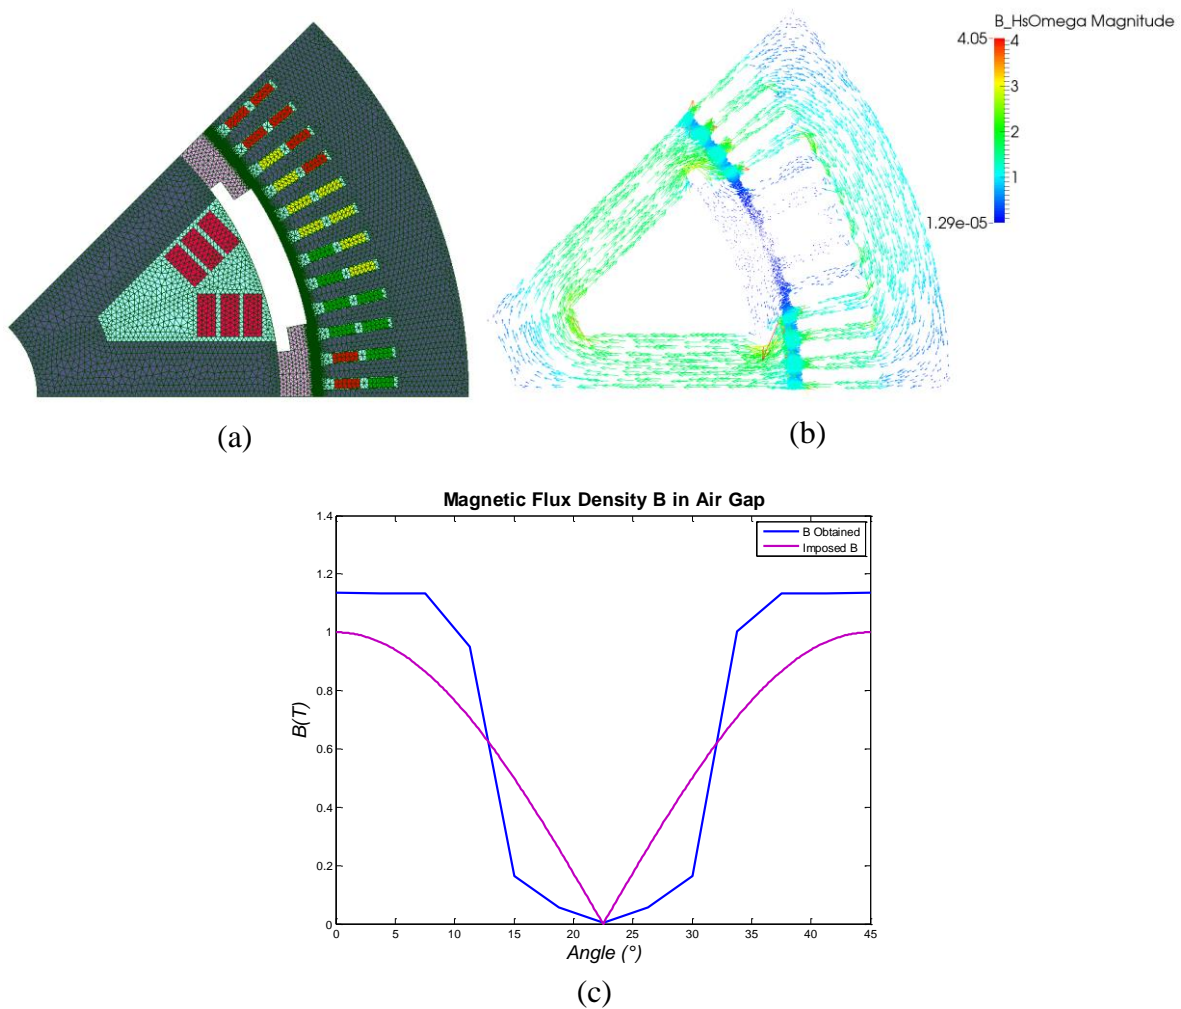 B_HsOmega Magnitude
4.05
4
3
2
1
1.29e-05
(a)
(b)
Magnetic Flux Density B in Air Gap
B Obtained
Imposed B
1.4
1.2
1
0.8
0.6
0.4
0.2
0
B(T)
0 5 10 15 20 25 30 35 40 45
Angle (°)
(c)